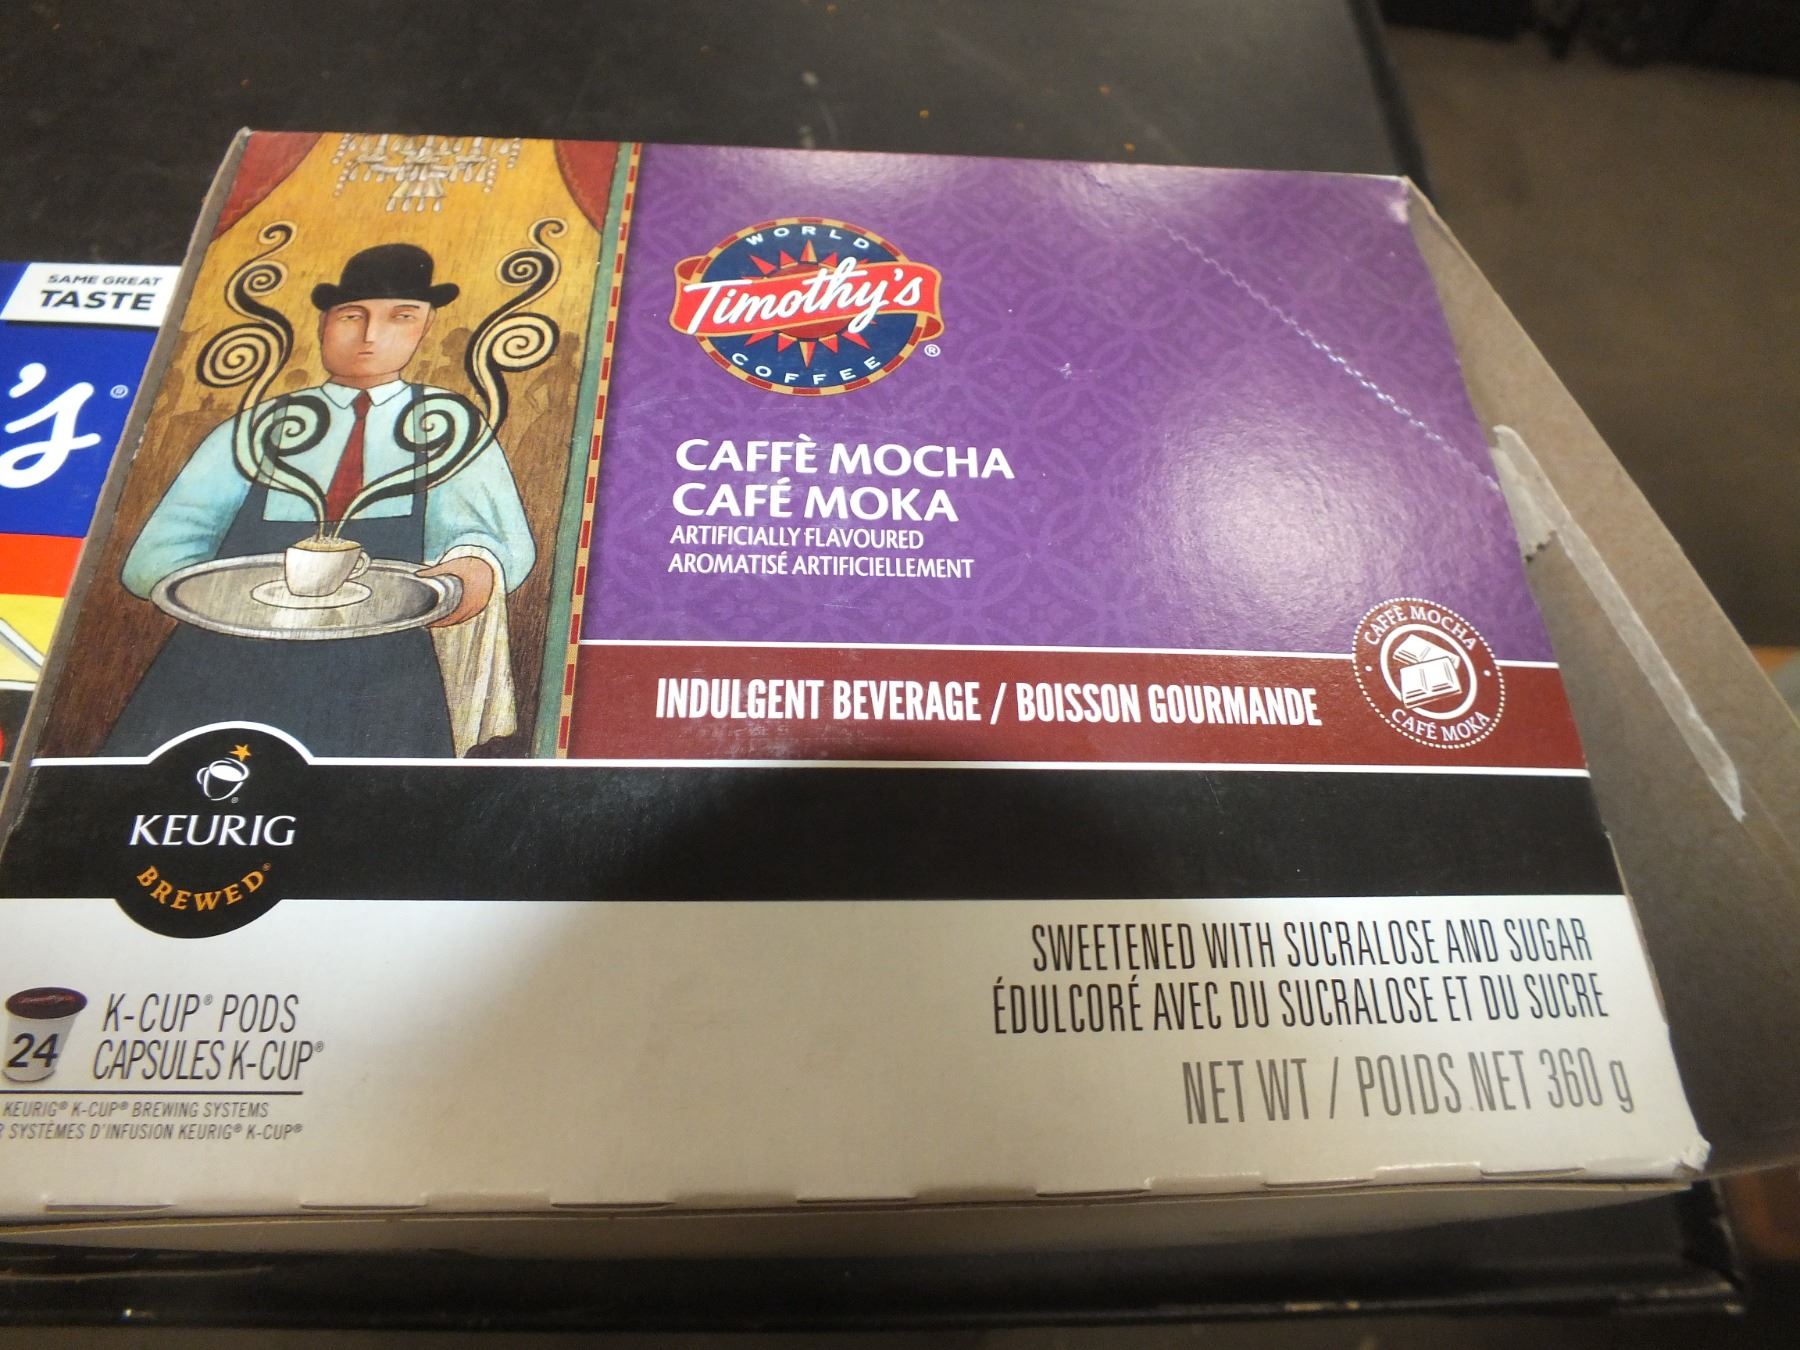 SAME GREAT
TASTE
's®
WORLD
Timothy's
COFFEE®
CAFFÈ MOCHA
CAFÉ MOKA
ARTIFICIALLY FLAVOURED
AROMATISÉ ARTIFICIELLEMENT
CAFFÈ MOCHA
CAFÉ MOKA
INDULGENT BEVERAGE / BOISSON GOURMANDE
KEURIG
BREWED®
SWEETENED WITH SUCRALOSE AND SUGAR
ÉDULCORÉ AVEC DU SUCRALOSE ET DU SUCRE
NET WT / POIDS NET 360 g
24
K-CUP® PODS
CAPSULES K-CUP®
KEURIG® K-CUP® BREWING SYSTEMS
SYSTÈMES D'INFUSION KEURIG® K-CUP®